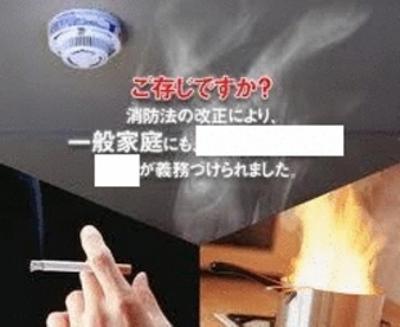 ご存じですか?
消防法の改正により、
一般家庭にも、
が義務づけられました。